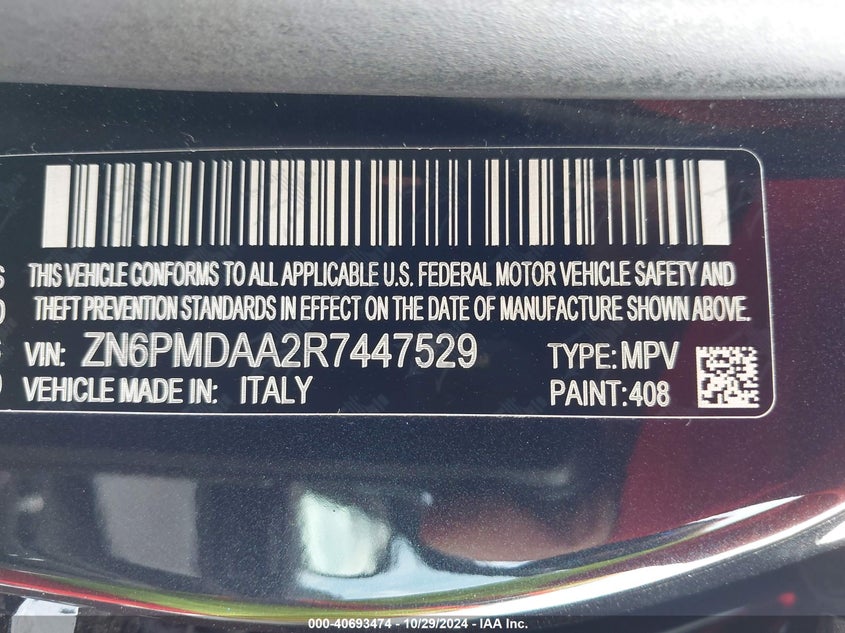 THIS VEHICLE CONFORMS TO ALL APPLICABLE U.S. FEDERAL MOTOR VEHICLE SAFETY AND
THEFT PREVENTION STANDARDS IN EFFECT ON THE DATE OF MANUFACTURE SHOWN ABOVE.
VIN: ZN6PMDAA2R7447529 TYPE: MPV
VEHICLE MADE IN: ITALY PAINT: 408
000-40693474 - 10/29/2024 - IAA Inc.